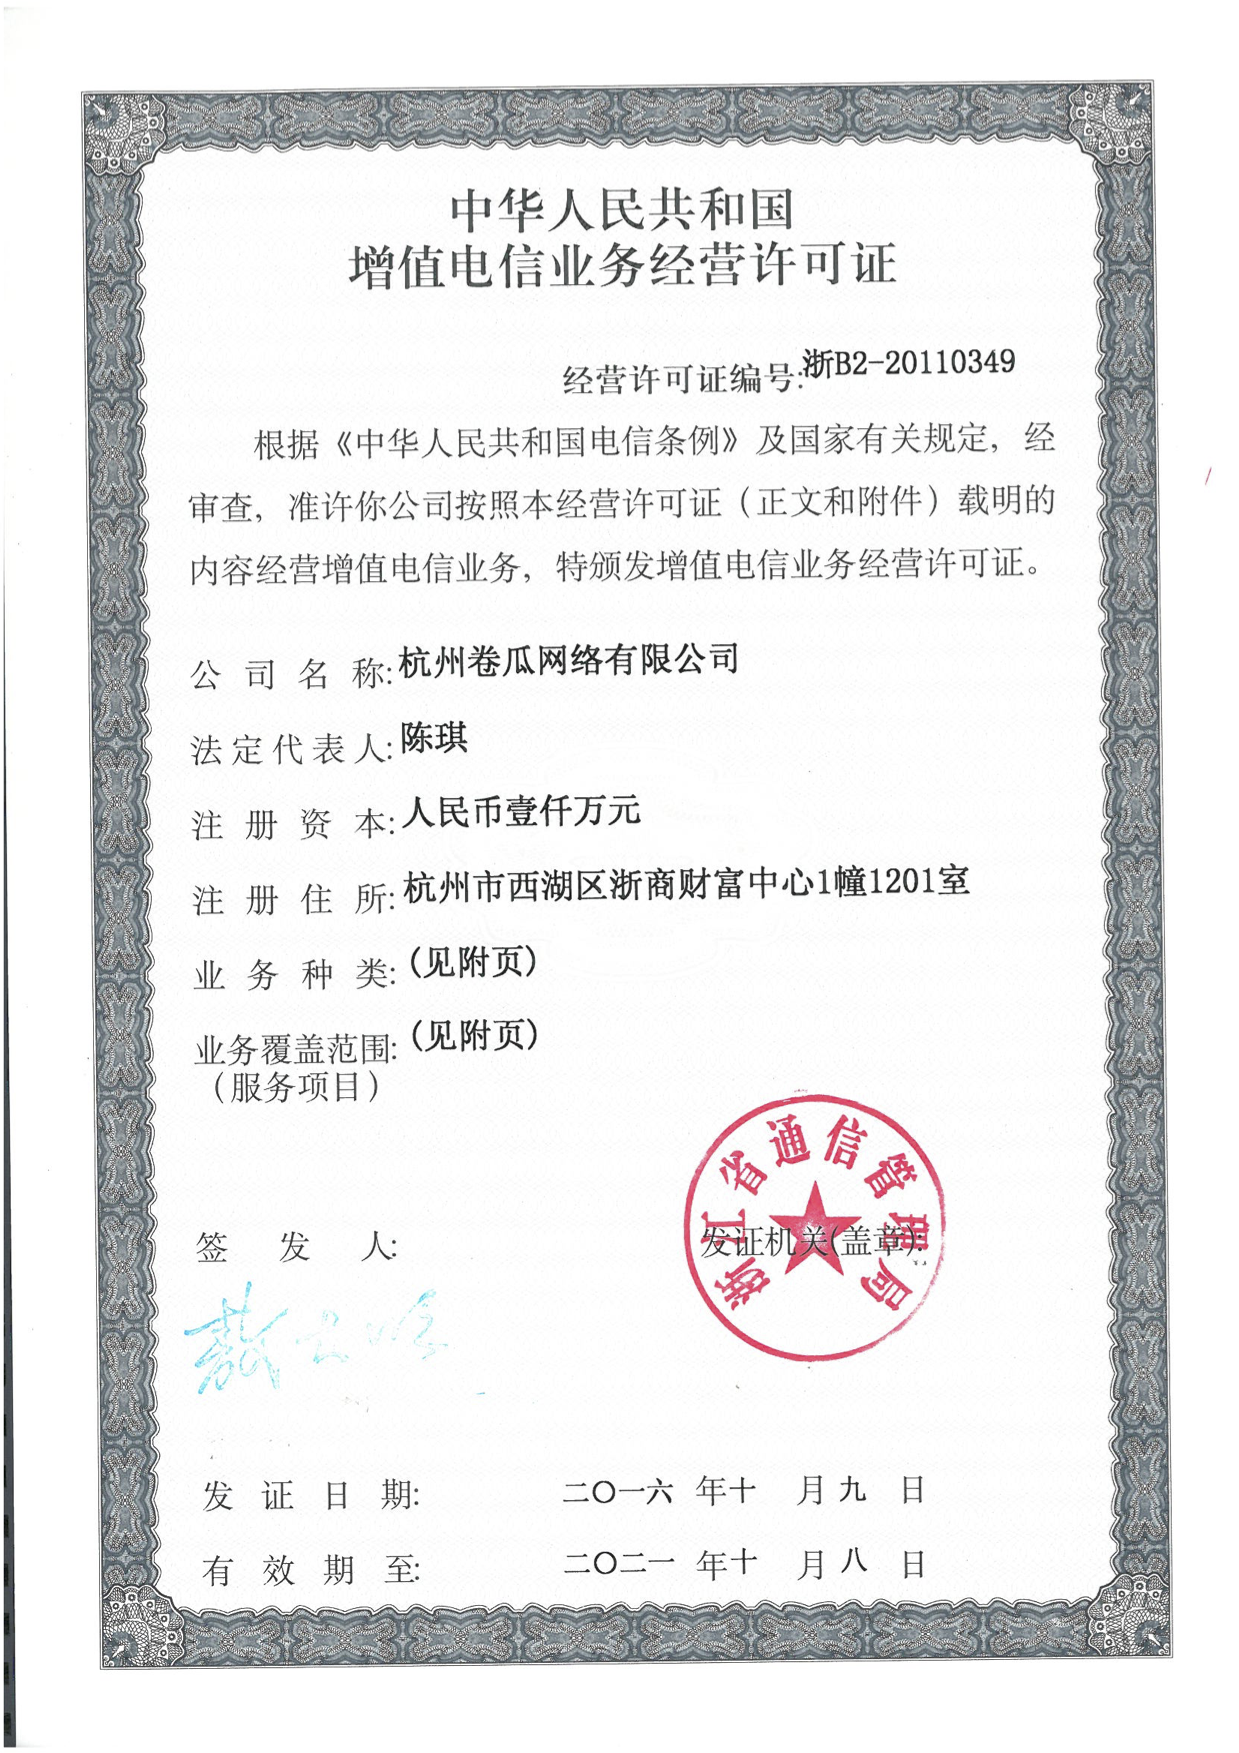 中华人民共和国
增值电信业务经营许可证
经营许可证编号:浙B2-20110349
根据《中华人民共和国电信条例》及国家有关规定，经
审查，准许你公司按照本经营许可证（正文和附件）载明的
内容经营增值电信业务，特颁发增值电信业务经营许可证。
公司名称:杭州卷瓜网络有限公司
法定代表人:陈琪
注册资本:人民币壹仟万元
注册住所:杭州市西湖区浙商财富中心1幢1201室
业务种类:(见附页)
业务覆盖范围:(见附页)
（服务项目）
浙江省通信管理局
签发人:
发证机关(盖章):
发证日期: 二〇一六 年十 月九 日
有效期至: 二〇二一 年十 月八 日